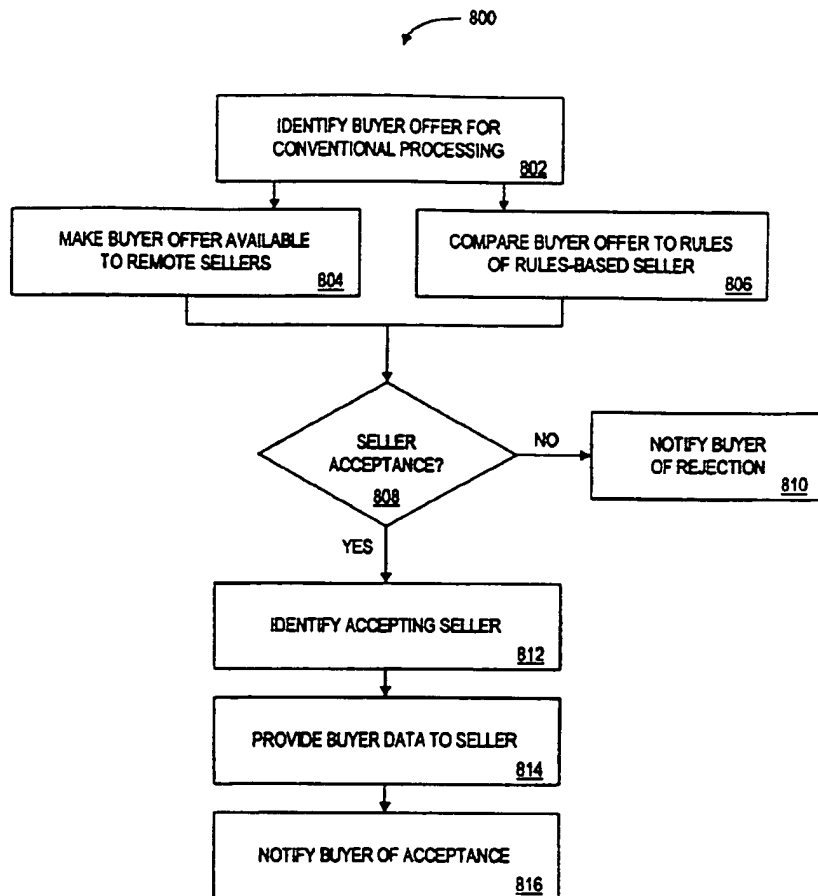 800
IDENTIFY BUYER OFFER FOR
CONVENTIONAL PROCESSING
802
MAKE BUYER OFFER AVAILABLE
TO REMOTE SELLERS
804
COMPARE BUYER OFFER TO RULES
OF RULES-BASED SELLER
806
SELLER
ACCEPTANCE?
808
NO
NOTIFY BUYER
OF REJECTION
810
YES
IDENTIFY ACCEPTING SELLER
812
PROVIDE BUYER DATA TO SELLER
814
NOTIFY BUYER OF ACCEPTANCE
816